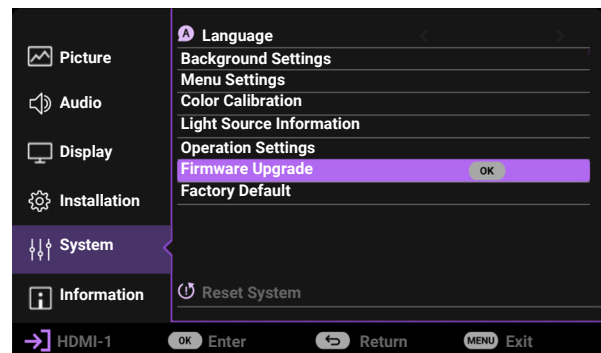 Picture
Audio
Display
Installation
System
Information
A Language
Background Settings
Menu Settings
Color Calibration
Light Source Information
Operation Settings
Firmware Upgrade OK
Factory Default
Reset System
HDMI-1 OK Enter Return MENU Exit